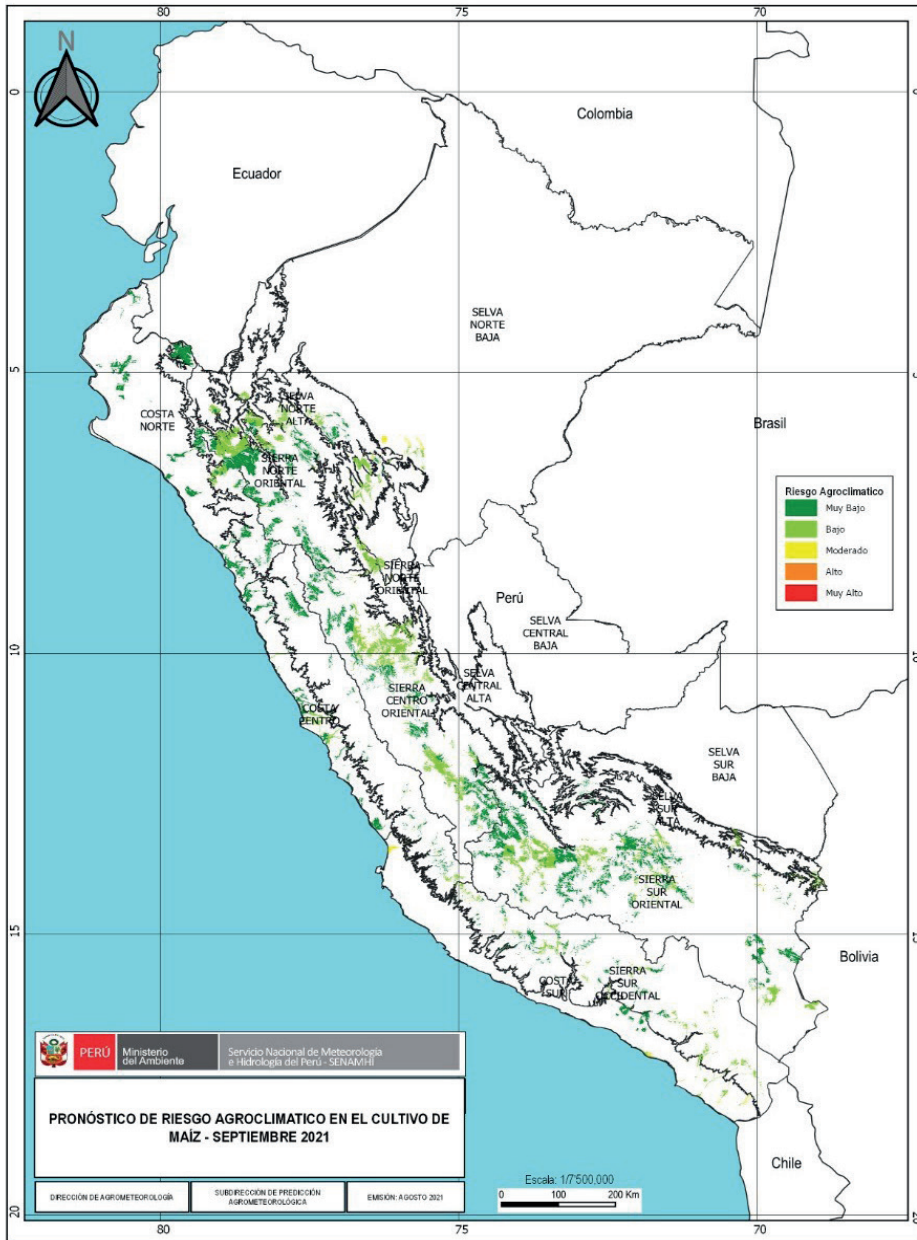 80
75
70
N
0
0
Colombia
Ecuador
SELVA
NORTE
BAJA
5
COSTA
NORTE
SELVA
NORTE
ALTA
Brasil
SIERRA
NORTE
ORIENTAL
Riesgo Agroclimatico
Muy Bajo
Bajo
Moderado
Alto
Muy Alto
SIERRA
NORTE
ORIENTAL
Perú
SELVA
CENTRAL
BAJA
10
SELVA
CENTRAL
ALTA
SIERRA
CENTRO
ORIENTAL
COSTA
CENTRO
SELVA
SUR
BAJA
SELVA
SUR
ALTA
SIERRA
SUR
ORIENTAL
15
Bolivia
COSTA
SUR
SIERRA
SUR
OCCIDENTAL
PERÚ
Ministerio
del Ambiente
Servicio Nacional de Meteorología
e Hidrología del Perú - SENAMHI
PRONÓSTICO DE RIESGO AGROCLIMATICO EN EL CULTIVO DE
MAÍZ - SEPTIEMBRE 2021
DIRECCIÓN DE AGROMETEOROLOGÍA
SUBDIRECCIÓN DE PREDICCIÓN
AGROMETEOROLOGICA
EMISIÓN: AGOSTO 2021
Escala: 1/7'500,000
0 100 200 Km
Chile
20
80
75
70